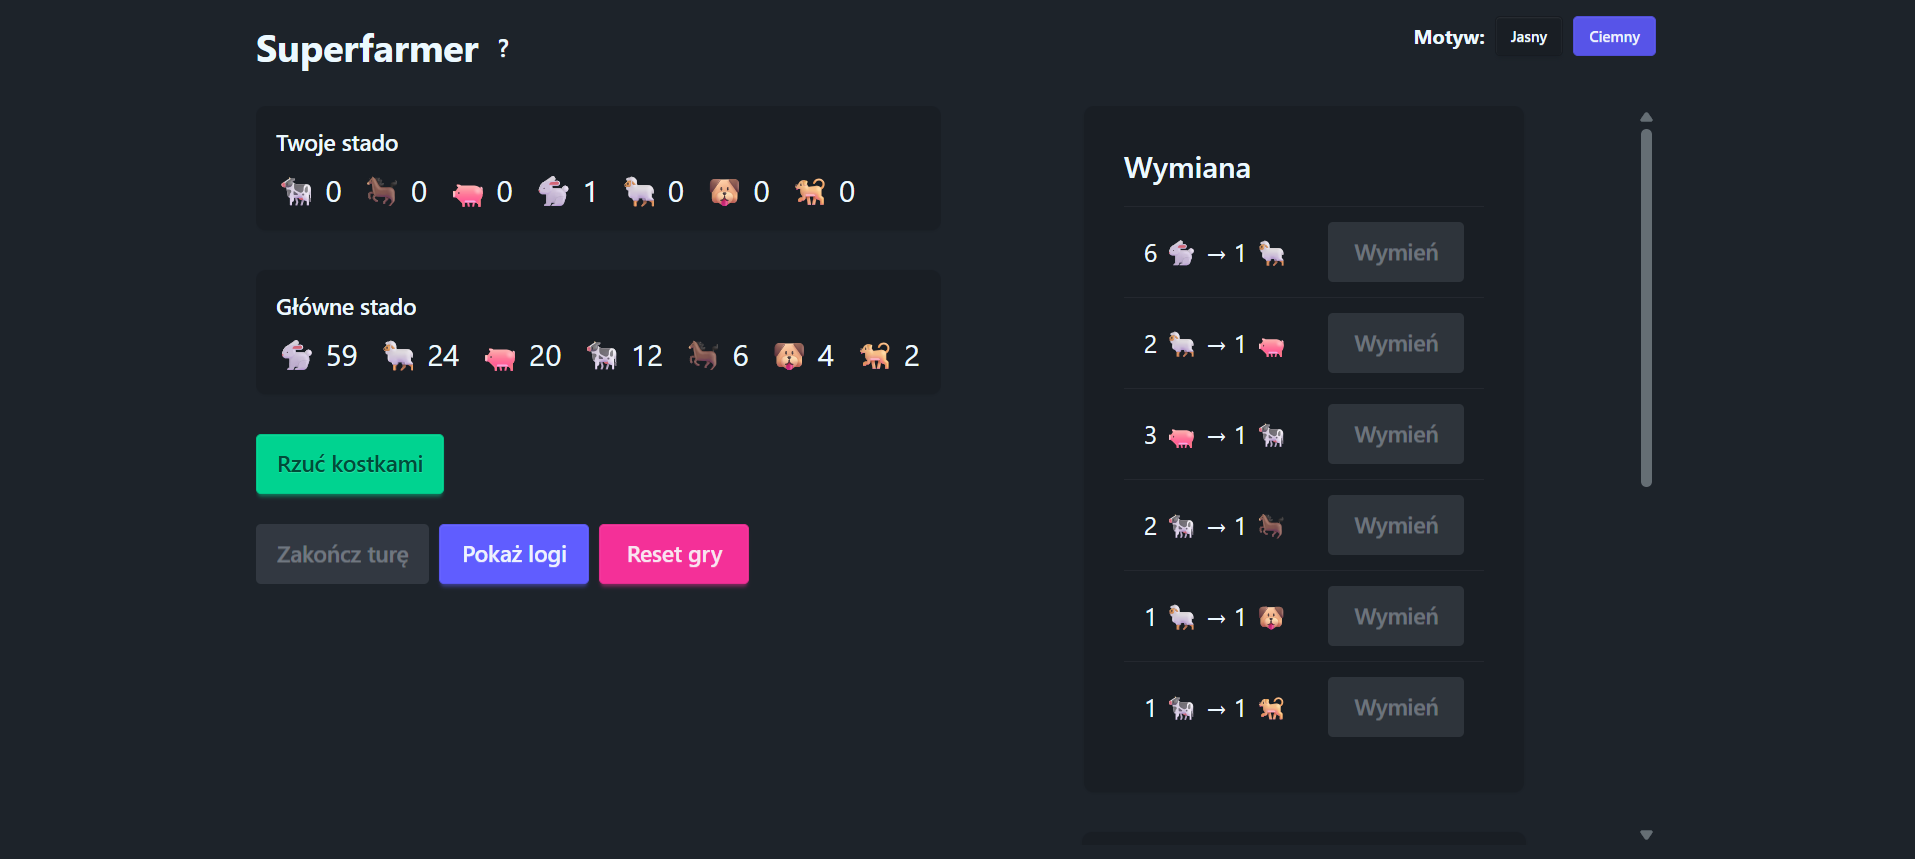 Superfarmer ?
Motyw: Jasny Ciemny
Twoje stado
0 0 0 1 0 0 0
Główne stado
59 24 20 12 6 4 2
Rzuć kostkami
Zakończ turę Pokaż logi Reset gry
Wymiana
6 → 1 Wymień
2 → 1 Wymień
3 → 1 Wymień
2 → 1 Wymień
1 → 1 Wymień
1 → 1 Wymień